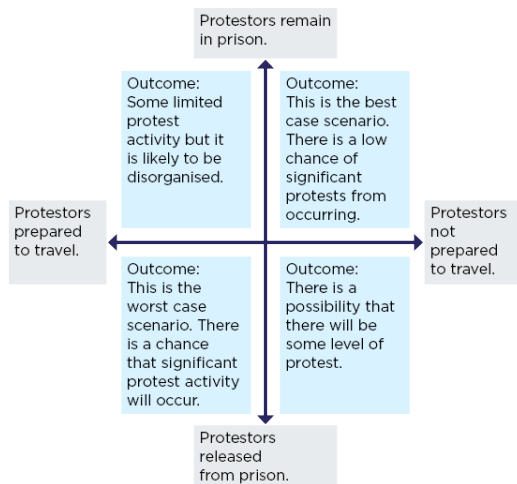 Protestors remain
in prison.
Outcome:
Some limited
protest
activity but it
is likely to be
disorganised.
Outcome:
This is the best
case scenario.
There is a low
chance of
significant
protests from
occurring.
Protestors
prepared
to travel.
Protestors
not
prepared
to travel.
Outcome:
This is the
worst case
scenario. There
is a chance
that significant
protest activity
will occur.
Outcome:
There is a
possibility that
there will be
some level of
protest.
Protestors
released
from prison.